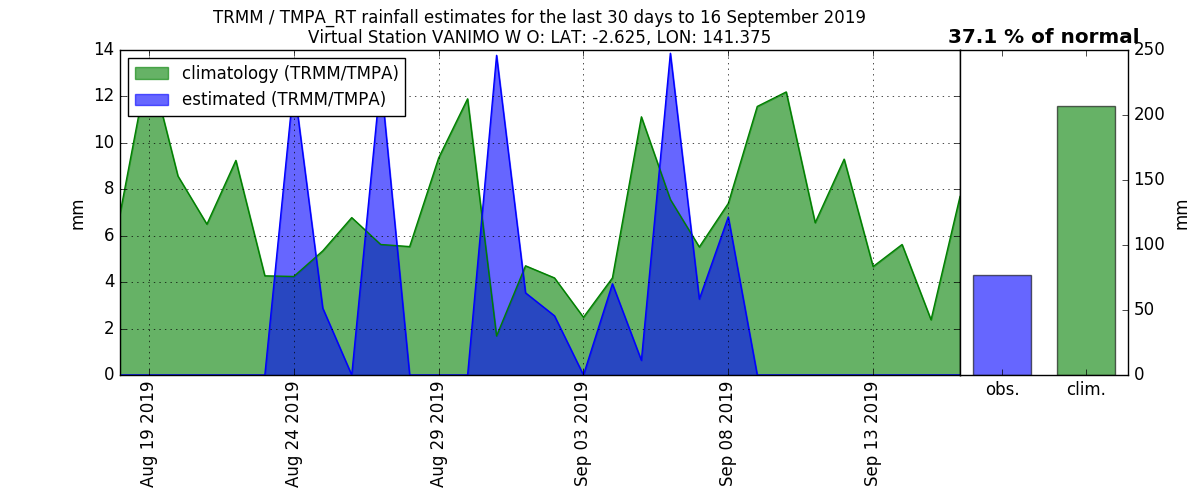 TRMM / TMPA_RT rainfall estimates for the last 30 days to 16 September 2019
Virtual Station VANIMO W O: LAT: -2.625, LON: 141.375
37.1 % of normal
climatology (TRMM/TMPA)
estimated (TRMM/TMPA)
14
12
10
8
6
4
2
0
mm
Aug 19 2019
Aug 24 2019
Aug 29 2019
Sep 03 2019
Sep 08 2019
Sep 13 2019
250
200
150
100
50
0
mm
obs.
clim.